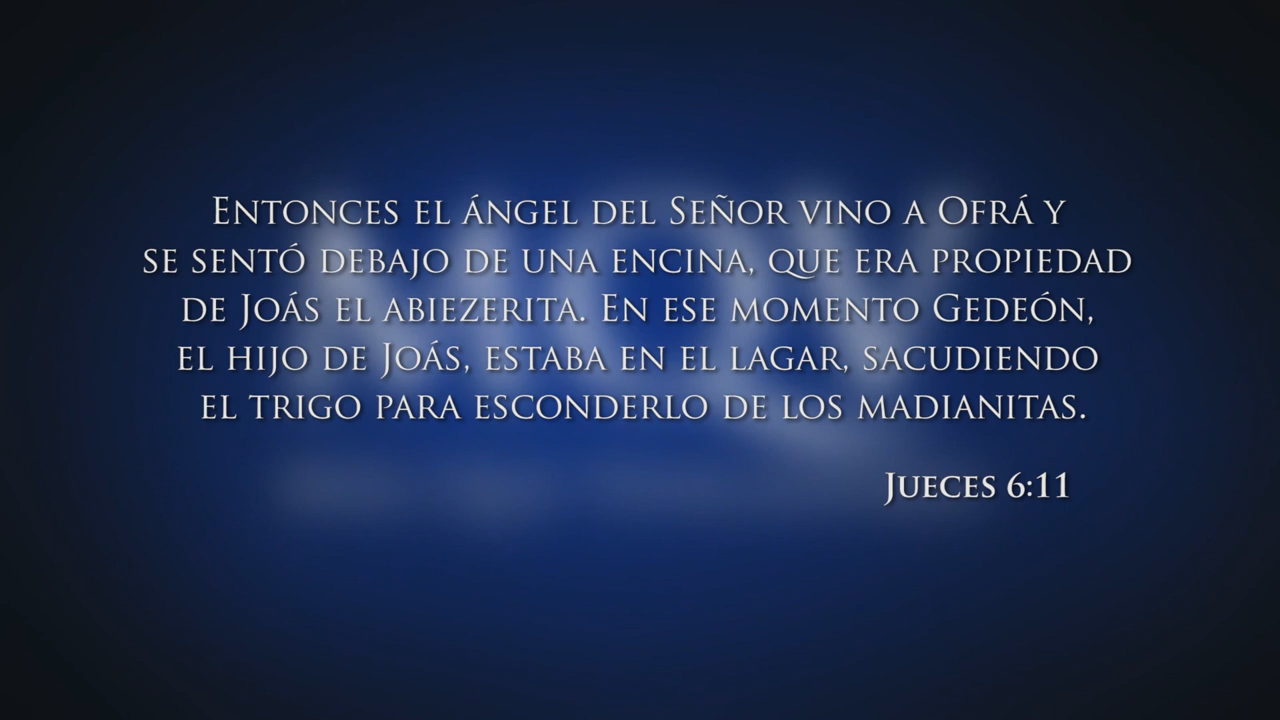 Entonces el ángel del Señor vino a Ofrá y
se sentó debajo de una encina, que era propiedad
de Joás el abiezerita. En ese momento Gedeón,
el hijo de Joás, estaba en el lagar, sacudiendo
el trigo para esconderlo de los madianitas.
Jueces 6:11